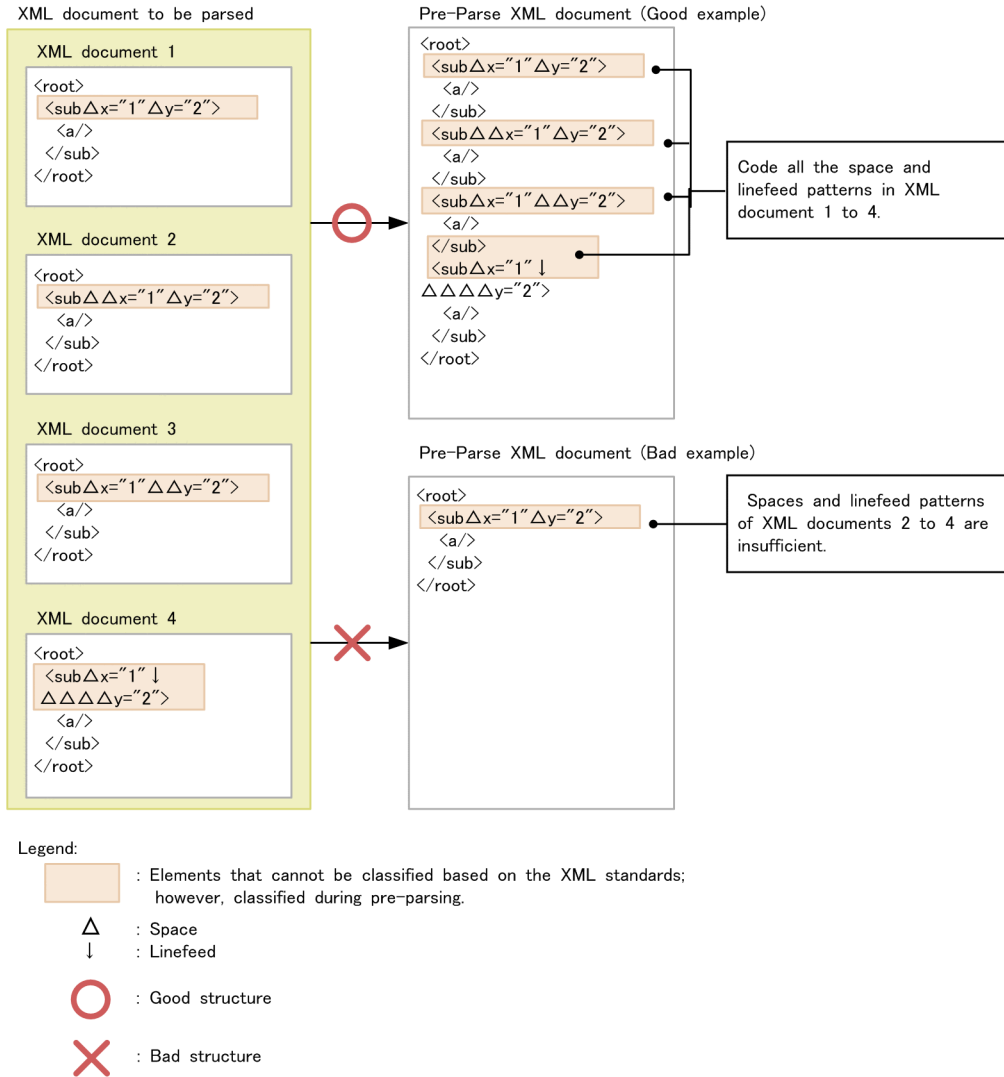 XML document to be parsed
XML document 1
<root>
<sub△x="1"△y="2">
<a/>
</sub>
</root>
XML document 2
<root>
<sub△△x="1"△y="2">
<a/>
</sub>
</root>
XML document 3
<root>
<sub△x="1"△△y="2">
<a/>
</sub>
</root>
XML document 4
<root>
<sub△x="1"↓
△△△△y="2">
<a/>
</sub>
</root>
Pre-Parse XML document (Good example)
<root>
<sub△x="1"△y="2">
<a/>
</sub>
<sub△△x="1"△y="2">
<a/>
</sub>
<sub△x="1"△△y="2">
<a/>
</sub>
<sub△x="1"↓
△△△△y="2">
<a/>
</sub>
</root>
Code all the space and
linefeed patterns in XML
document 1 to 4.
Pre-Parse XML document (Bad example)
<root>
<sub△x="1"△y="2">
<a/>
</sub>
</root>
Spaces and linefeed patterns
of XML documents 2 to 4 are
insufficient.
Legend:
: Elements that cannot be classified based on the XML standards;
however, classified during pre-parsing.
△ : Space
↓ : Linefeed
: Good structure
: Bad structure